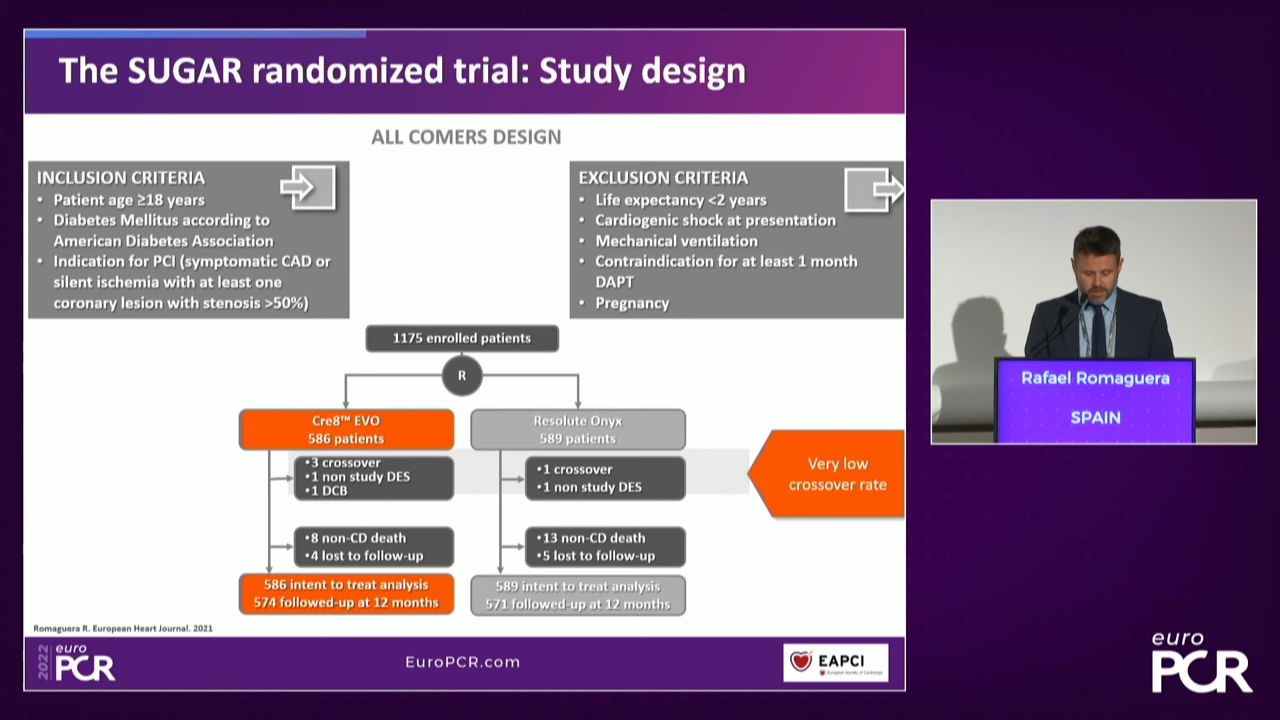 The SUGAR randomized trial: Study design
ALL COMERS DESIGN
INCLUSION CRITERIA
• Patient age ≥18 years
• Diabetes Mellitus according to
American Diabetes Association
• Indication for PCI (symptomatic CAD or
silent ischemia with at least one
coronary lesion with stenosis >50%)
EXCLUSION CRITERIA
• Life expectancy <2 years
• Cardiogenic shock at presentation
• Mechanical ventilation
• Contraindication for at least 1 month
DAPT
• Pregnancy
1175 enrolled patients
R
Cre8™ EVO
586 patients
Resolute Onyx
589 patients
•3 crossover
•1 non study DES
•1 DCB
•1 crossover
•1 non study DES
Very low
crossover rate
•8 non-CD death
•4 lost to follow-up
•13 non-CD death
•5 lost to follow-up
586 intent to treat analysis
574 followed-up at 12 months
589 intent to treat analysis
571 followed-up at 12 months
Romaguera R. European Heart Journal. 2021
2022
euro
PCR
EuroPCR.com
EAPCI
European Society of Cardiology
Rafael Romaguera
SPAIN
euro
PCR